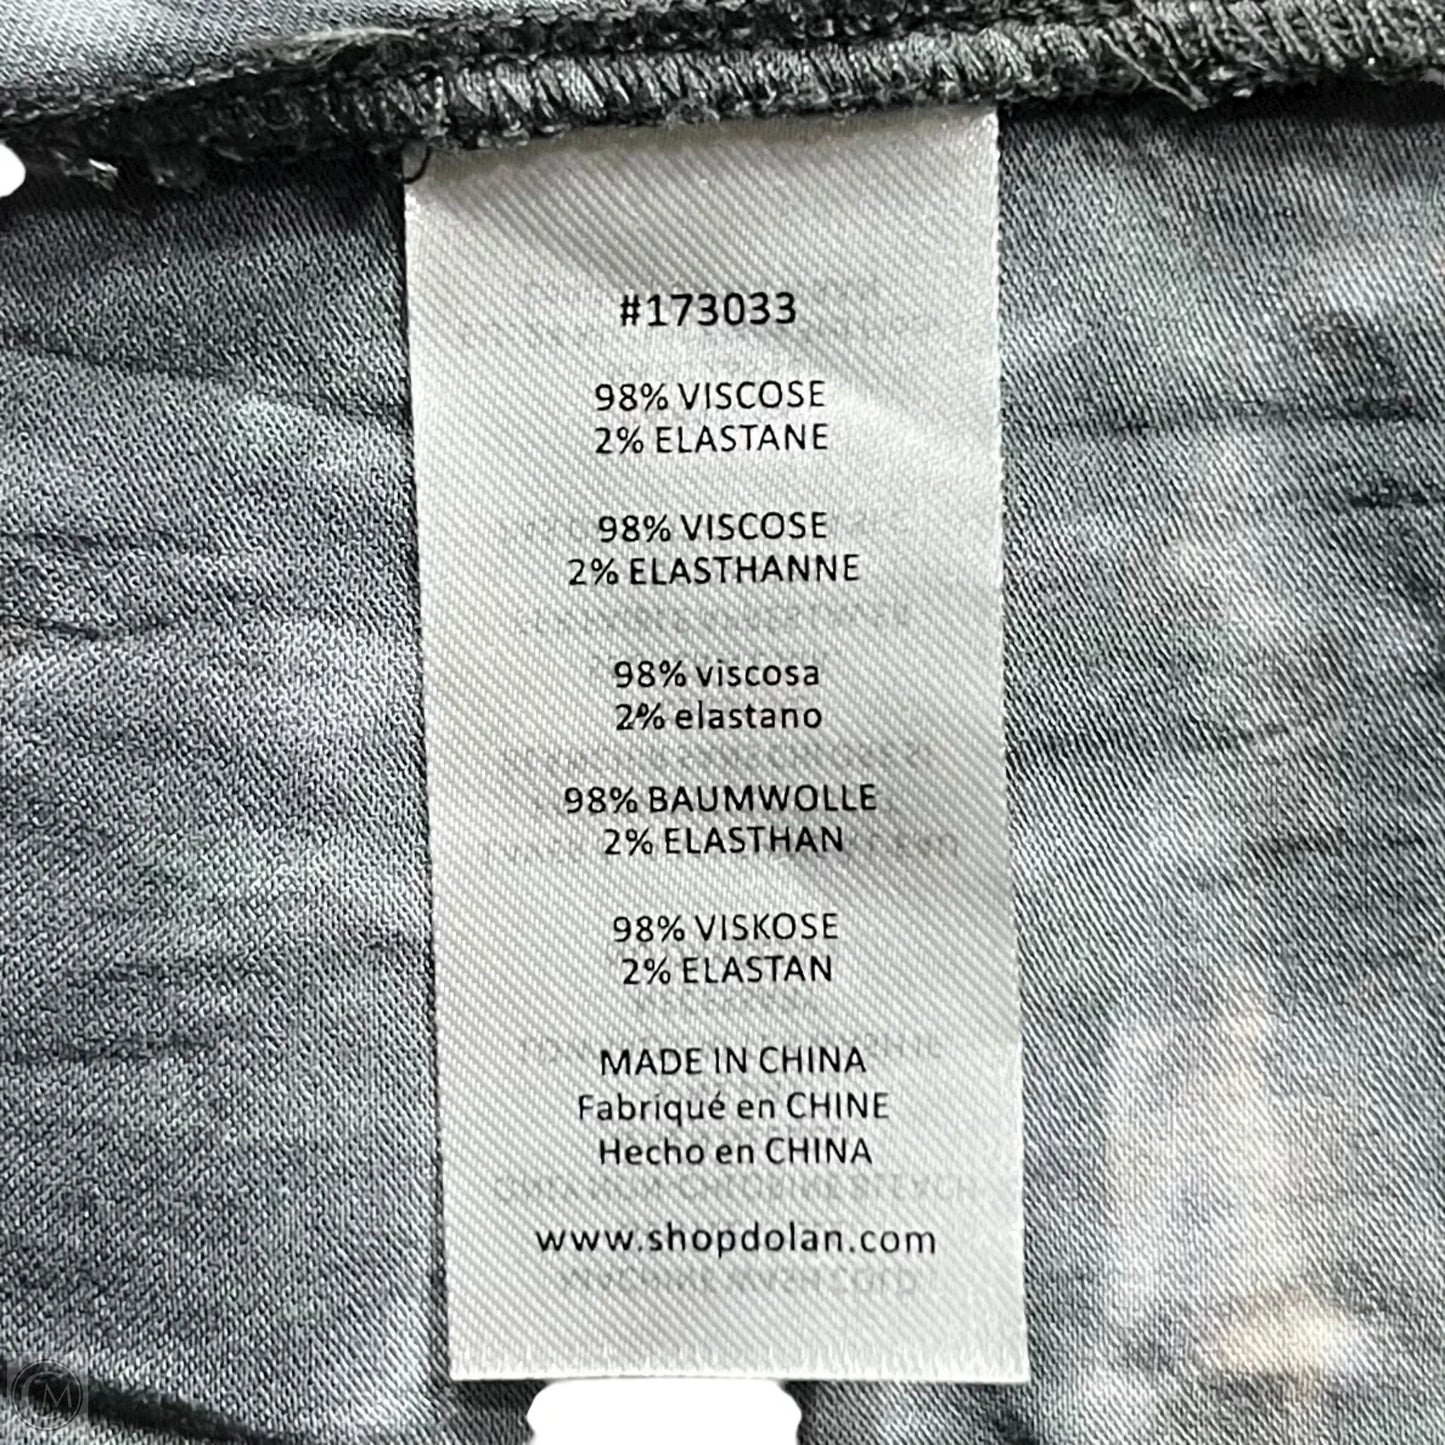 #173033
98% VISCOSE
2% ELASTANE
98% VISCOSE
2% ELASTHANNE
98% viscosa
2% elastano
98% BAUMWOLLE
2% ELASTHAN
98% VISKOSE
2% ELASTAN
MADE IN CHINA
Fabriqué en CHINE
Hecho en CHINA
www.shopdolan.com
M